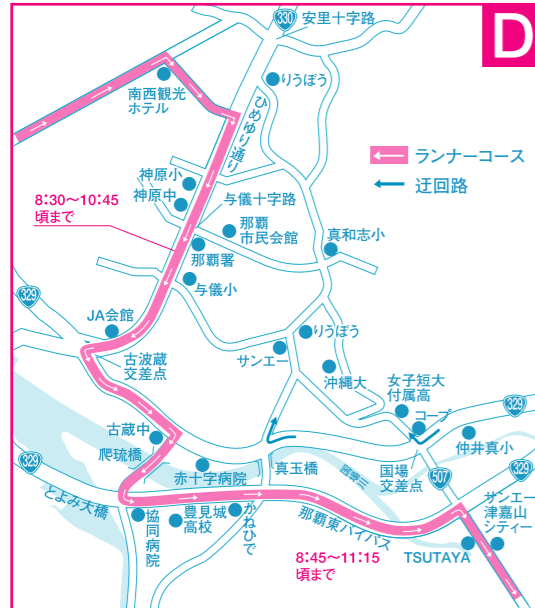 D
330
安里十字路
りうぼう
南西観光
ホテル
ひめゆり通り
ランナーコース
迂回路
神原小
神原中
8:30～10:45
頃まで
与儀十字路
那覇
市民会館
真和志小
那覇署
与儀小
329
JA会館
りうぼう
サンエー
古波蔵
交差点
沖縄大
女子短大
付属高
コープ
329
古蔵中
爬琉橋
仲井真小
329
赤十字病院
真玉橋
国場
交差点
507
329
とよみ大橋
協同
病院
豊見城
高校
かねひで
那覇東バイパス
サンエー
津嘉山
シティー
TSUTAYA
8:45～11:15
頃まで